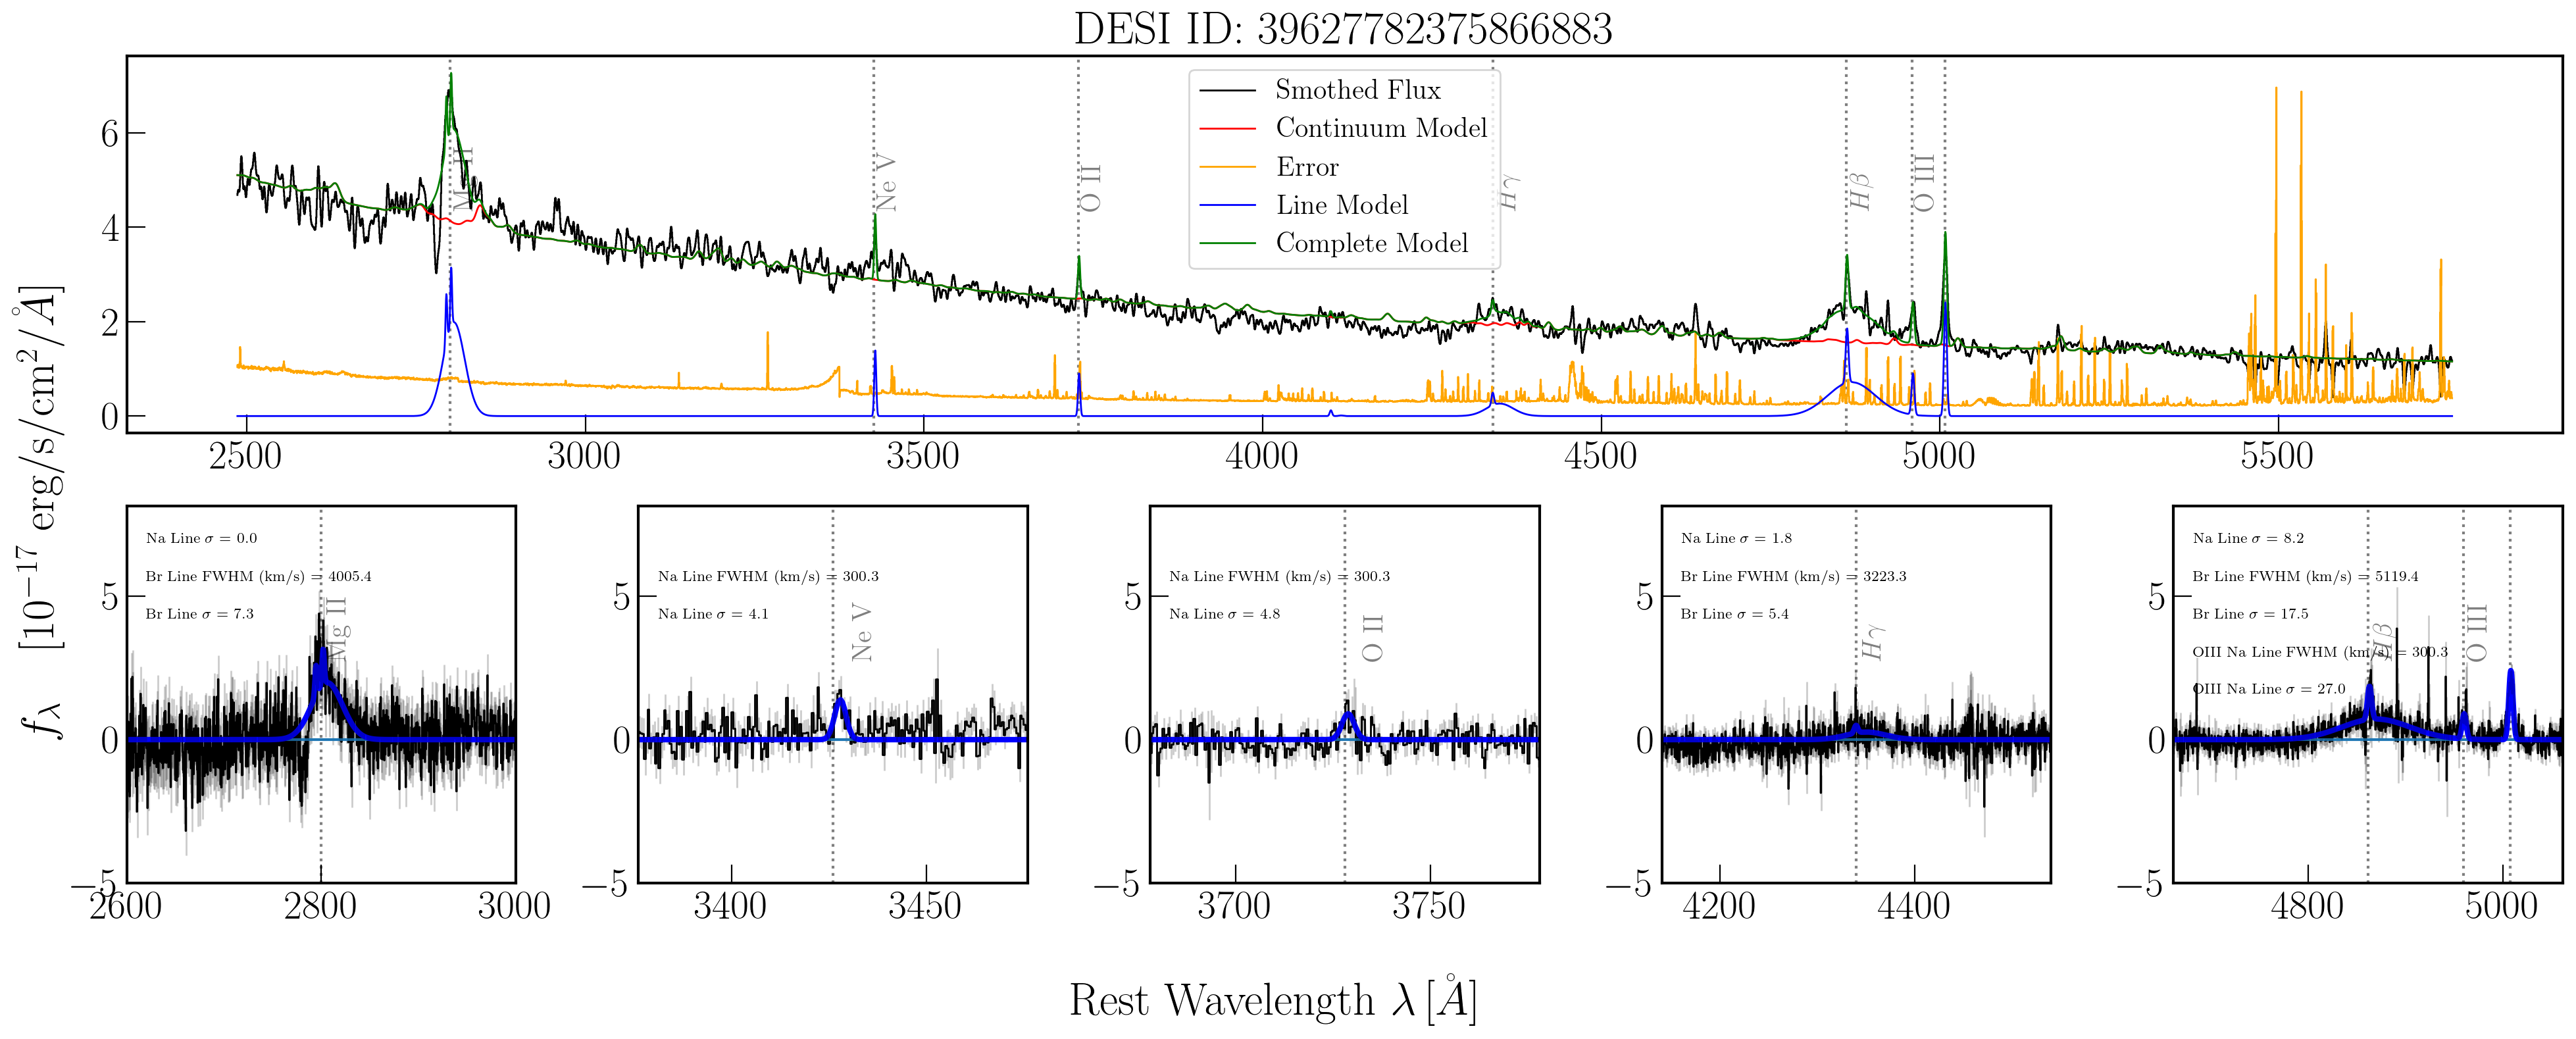 DESI ID: 39627782375866883
Smothed Flux
Continuum Model
Error
Line Model
Complete Model
Mg II
Ne V
O II
Hγ
Hβ
O III
6
4
2
0
2500 3000 3500 4000 4500 5000 5500
f_λ [10^{-17} erg/s/cm^2/Å]
Na Line σ = 0.0
Br Line FWHM (km/s) = 4005.4
Br Line σ = 7.3
Mg II
5
0
−5
2600 2800 3000
Na Line FWHM (km/s) = 300.3
Na Line σ = 4.1
Ne V
5
0
−5
3400 3450
Na Line FWHM (km/s) = 300.3
Na Line σ = 4.8
O II
5
0
−5
3700 3750
Na Line σ = 1.8
Br Line FWHM (km/s) = 3223.3
Br Line σ = 5.4
Hγ
5
0
−5
4200 4400
Na Line σ = 8.2
Br Line FWHM (km/s) = 5119.4
Br Line σ = 17.5
OIII Na Line FWHM (km/s) = 300.3
OIII Na Line σ = 27.0
Hβ
O III
5
0
−5
4800 5000
Rest Wavelength λ [Å]